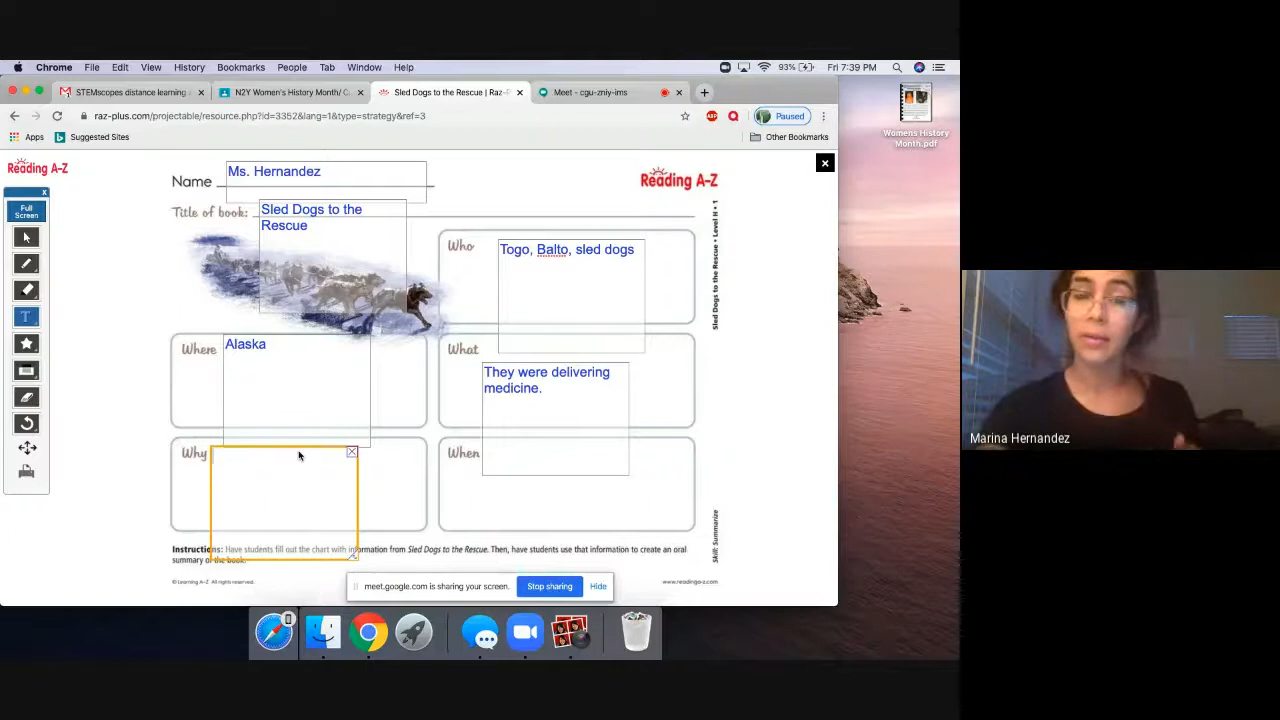 Chrome File Edit View History Bookmarks People Tab Window Help
93% Fri 7:39 PM
STEMscopes distance learning
N2Y Women's History Month/ C
Sled Dogs to the Rescue | Raz-P
Meet - cgu-zniy-ims
raz-plus.com/projectable/resource.php?id=3352&lang=1&type=strategy&ref=3
ABP
Paused
Apps Suggested Sites
Other Bookmarks
Womens History
Month.pdf
Reading A-Z
X
Full
Screen
T
Name Ms. Hernandez
Reading A-Z
Title of book: Sled Dogs to the
Rescue
Who Togo, Balto, sled dogs
Where Alaska
What
They were delivering
medicine.
Why
When
Sled Dogs to the Rescue • Level H • 1
Skill: Summarize
Instructions: Have students fill out the chart with information from Sled Dogs to the Rescue. Then, have students use that information to create an oral
summary of the book.
© Learning A–Z All rights reserved.
www.readinga-z.com
meet.google.com is sharing your screen. Stop sharing Hide
Marina Hernandez